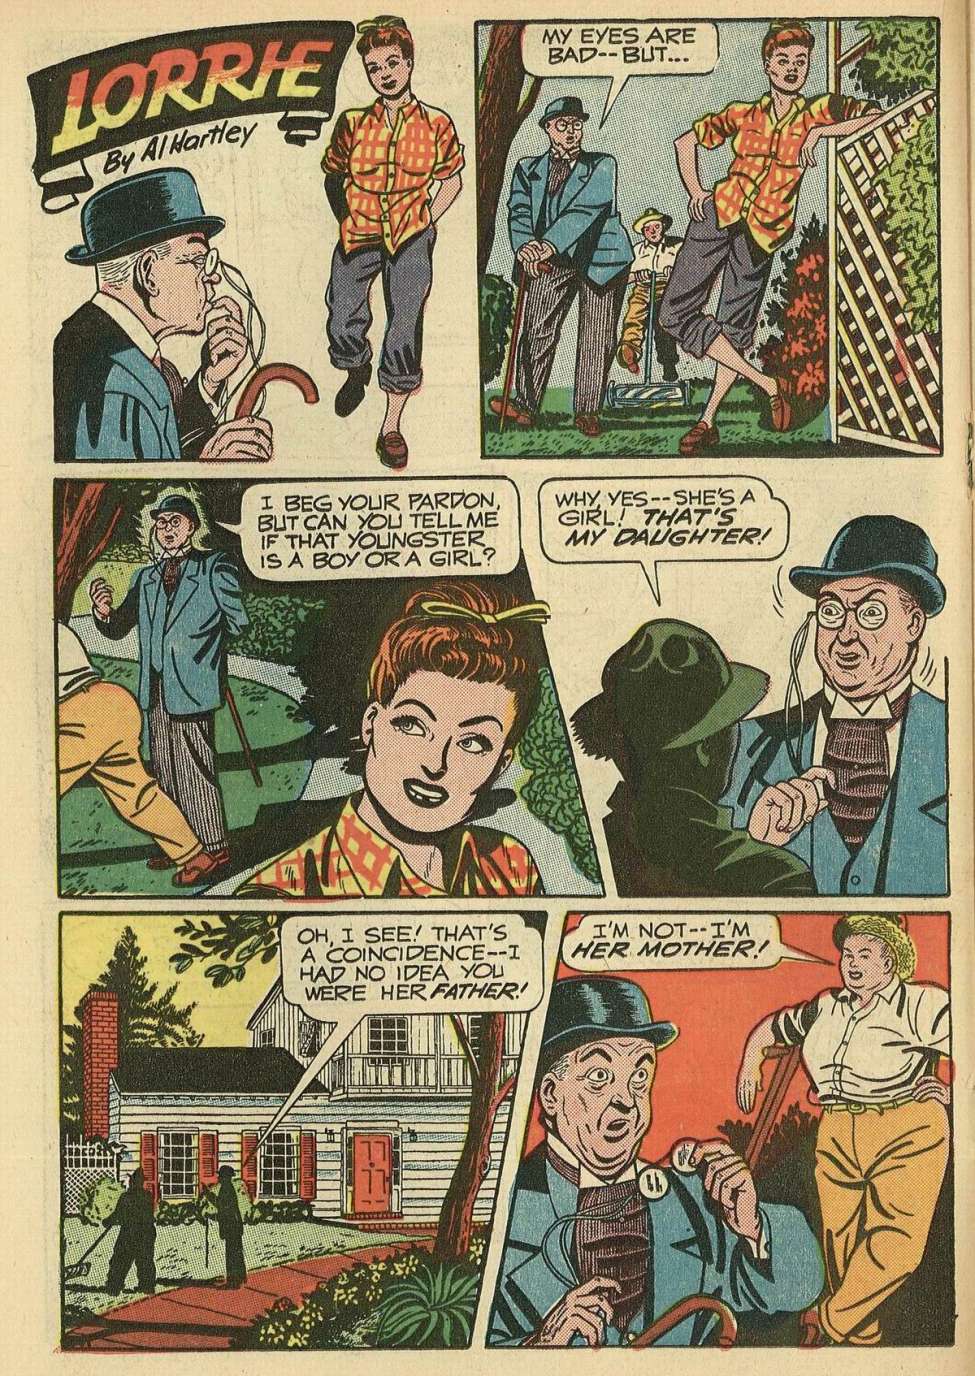 LORRIE
By Al Hartley
MY EYES ARE
BAD--BUT...
I BEG YOUR PARDON,
BUT CAN YOU TELL ME
IF THAT YOUNGSTER
IS A BOY OR A GIRL?
WHY, YES--SHE'S A
GIRL! THAT'S
MY DAUGHTER!
OH, I SEE! THAT'S
A COINCIDENCE--I
HAD NO IDEA YOU
WERE HER FATHER!
I'M NOT--I'M
HER MOTHER!